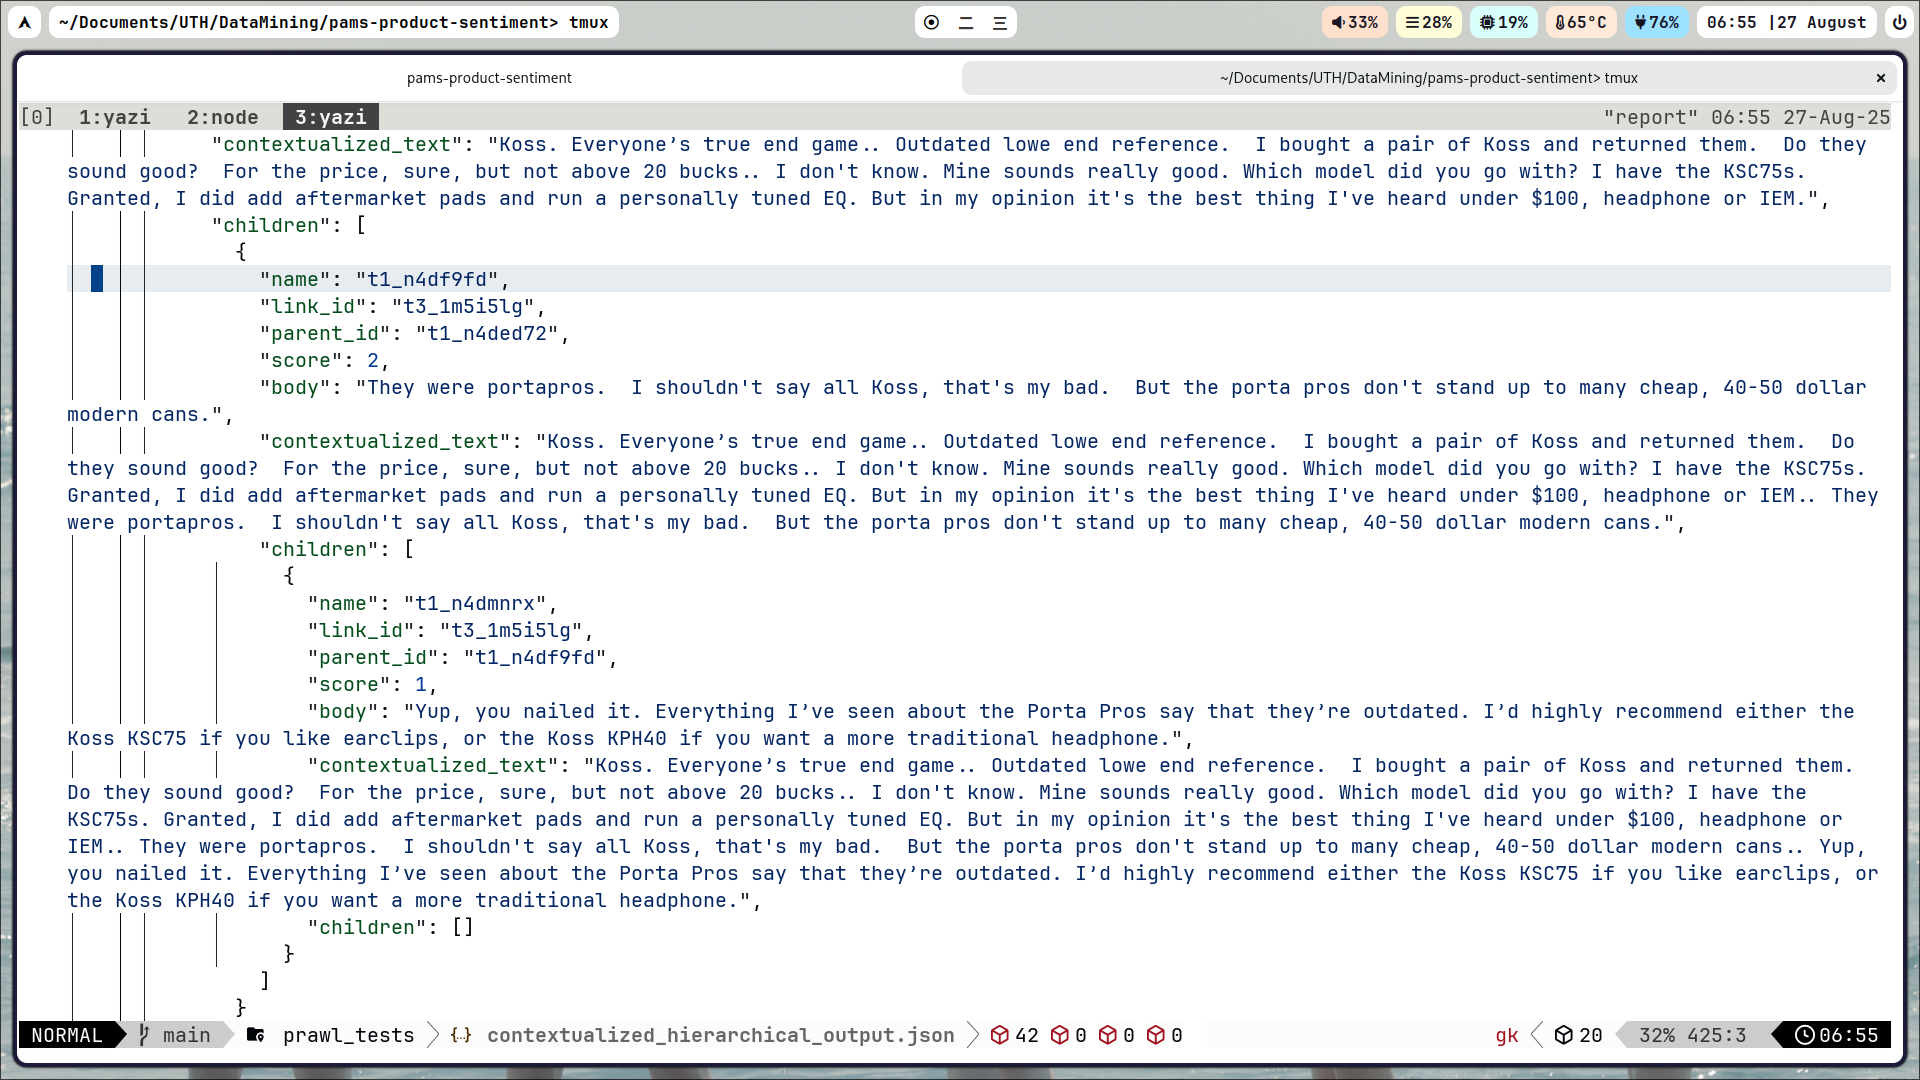 ~/Documents/UTH/DataMining/pams-product-sentiment> tmux
二 三
33% 28% 19% 65°C 76% 06:55 |27 August
pams-product-sentiment
~/Documents/UTH/DataMining/pams-product-sentiment> tmux ×
[0] 1:yazi 2:node 3:yazi "report" 06:55 27-Aug-25
"contextualized_text": "Koss. Everyone’s true end game.. Outdated lowe end reference.  I bought a pair of Koss and returned them.  Do they
sound good?  For the price, sure, but not above 20 bucks.. I don't know. Mine sounds really good. Which model did you go with? I have the KSC75s.
Granted, I did add aftermarket pads and run a personally tuned EQ. But in my opinion it's the best thing I've heard under $100, headphone or IEM.",
"children": [
{
"name": "t1_n4df9fd",
"link_id": "t3_1m5i5lg",
"parent_id": "t1_n4ded72",
"score": 2,
"body": "They were portapros.  I shouldn't say all Koss, that's my bad.  But the porta pros don't stand up to many cheap, 40-50 dollar
modern cans.",
"contextualized_text": "Koss. Everyone’s true end game.. Outdated lowe end reference.  I bought a pair of Koss and returned them.  Do
they sound good?  For the price, sure, but not above 20 bucks.. I don't know. Mine sounds really good. Which model did you go with? I have the KSC75s.
Granted, I did add aftermarket pads and run a personally tuned EQ. But in my opinion it's the best thing I've heard under $100, headphone or IEM.. They
were portapros.  I shouldn't say all Koss, that's my bad.  But the porta pros don't stand up to many cheap, 40-50 dollar modern cans.",
"children": [
{
"name": "t1_n4dmnrx",
"link_id": "t3_1m5i5lg",
"parent_id": "t1_n4df9fd",
"score": 1,
"body": "Yup, you nailed it. Everything I’ve seen about the Porta Pros say that they’re outdated. I’d highly recommend either the
Koss KSC75 if you like earclips, or the Koss KPH40 if you want a more traditional headphone.",
"contextualized_text": "Koss. Everyone’s true end game.. Outdated lowe end reference.  I bought a pair of Koss and returned them.
Do they sound good?  For the price, sure, but not above 20 bucks.. I don't know. Mine sounds really good. Which model did you go with? I have the
KSC75s. Granted, I did add aftermarket pads and run a personally tuned EQ. But in my opinion it's the best thing I've heard under $100, headphone or
IEM.. They were portapros.  I shouldn't say all Koss, that's my bad.  But the porta pros don't stand up to many cheap, 40-50 dollar modern cans.. Yup,
you nailed it. Everything I’ve seen about the Porta Pros say that they’re outdated. I’d highly recommend either the Koss KSC75 if you like earclips, or
the Koss KPH40 if you want a more traditional headphone.",
"children": []
}
]
}
NORMAL main prawl_tests {..} contextualized_hierarchical_output.json 42 0 0 0 gk 20 32% 425:3 06:55